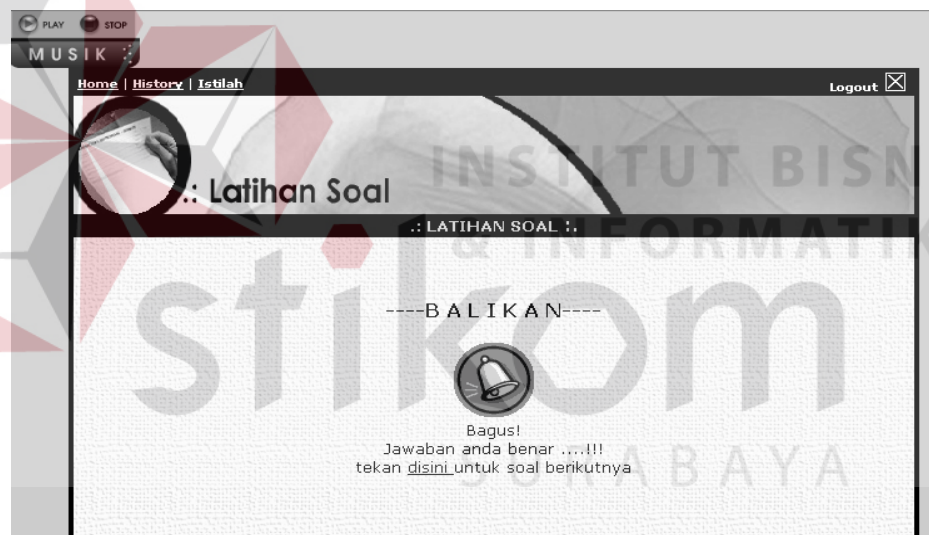 PLAY STOP
MUSIK
Home | History | Istilah
Logout
INSTITUT BISN
.: Latihan Soal
.: LATIHAN SOAL :.
& INFORMATIK
stikom
----BALIKAN----
Bagus!
Jawaban anda benar ....!!!
tekan disini untuk soal berikutnya
SURABAYA